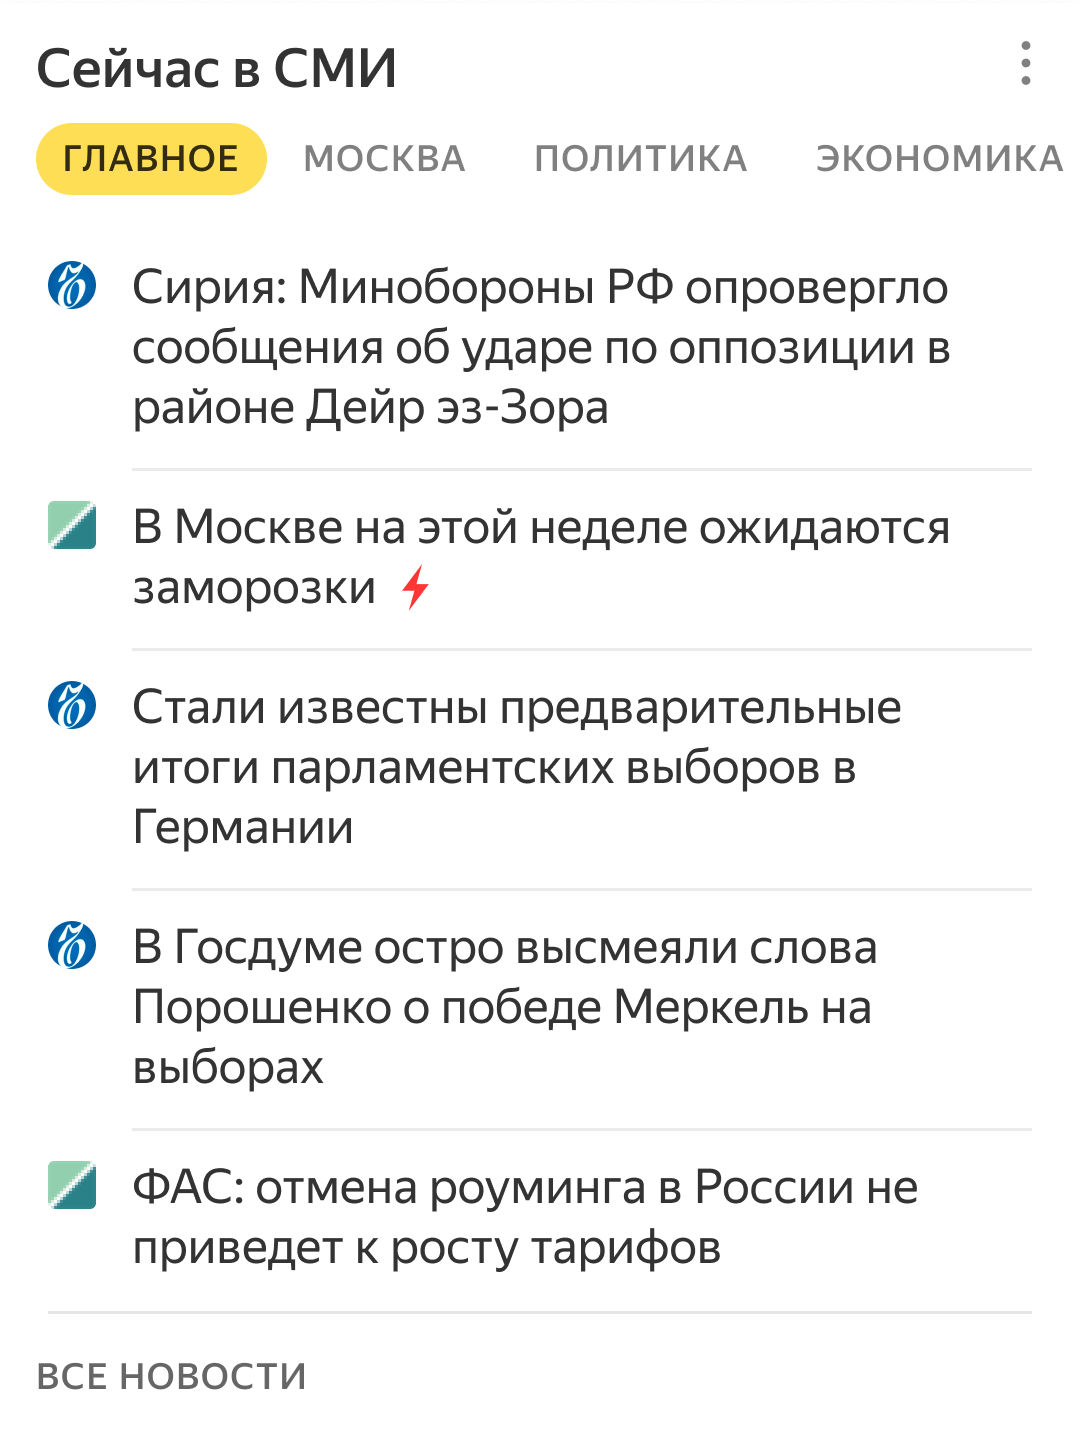 Сейчас в СМИ
ГЛАВНОЕ МОСКВА ПОЛИТИКА ЭКОНОМИКА
Сирия: Минобороны РФ опровергло
сообщения об ударе по оппозиции в
районе Дейр эз-Зора
В Москве на этой неделе ожидаются
заморозки
Стали известны предварительные
итоги парламентских выборов в
Германии
В Госдуме остро высмеяли слова
Порошенко о победе Меркель на
выборах
ФАС: отмена роуминга в России не
приведет к росту тарифов
ВСЕ НОВОСТИ